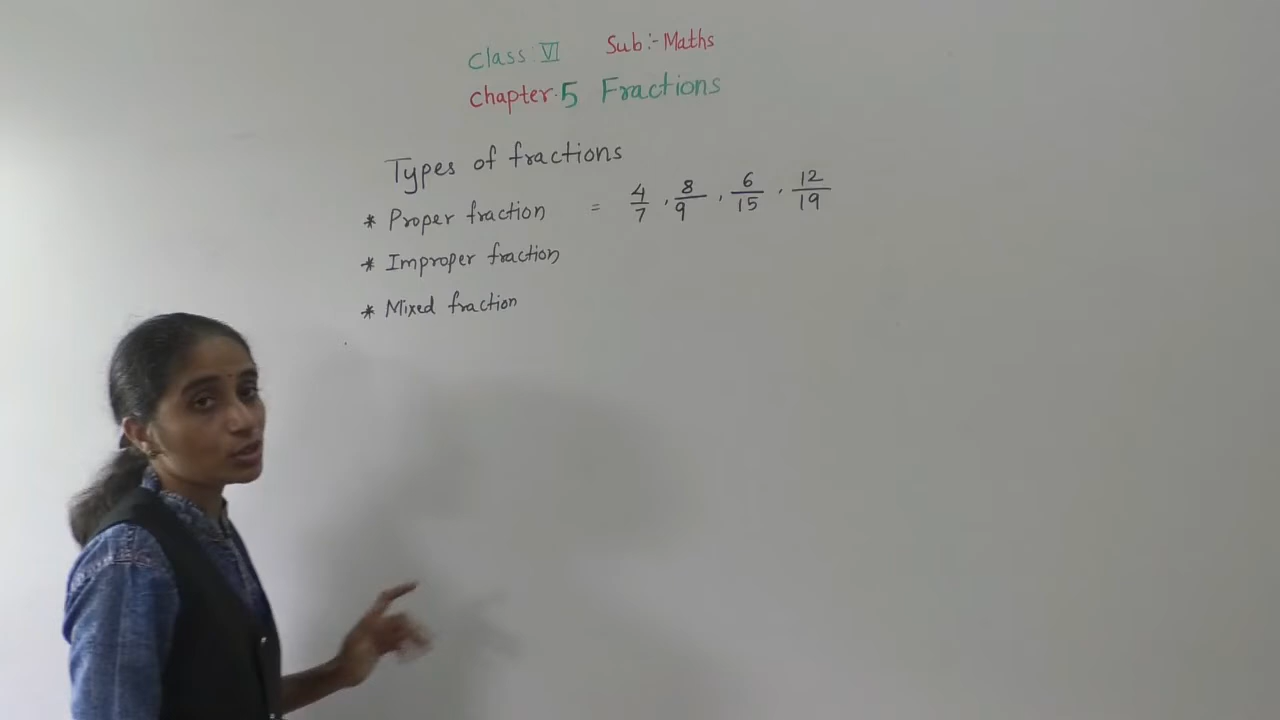 Class VI Sub:- Maths
Chapter.5 Fractions
Types of fractions
* Proper fraction = 4/7, 8/9, 6/15, 12/19
* Improper fraction
* Mixed fraction